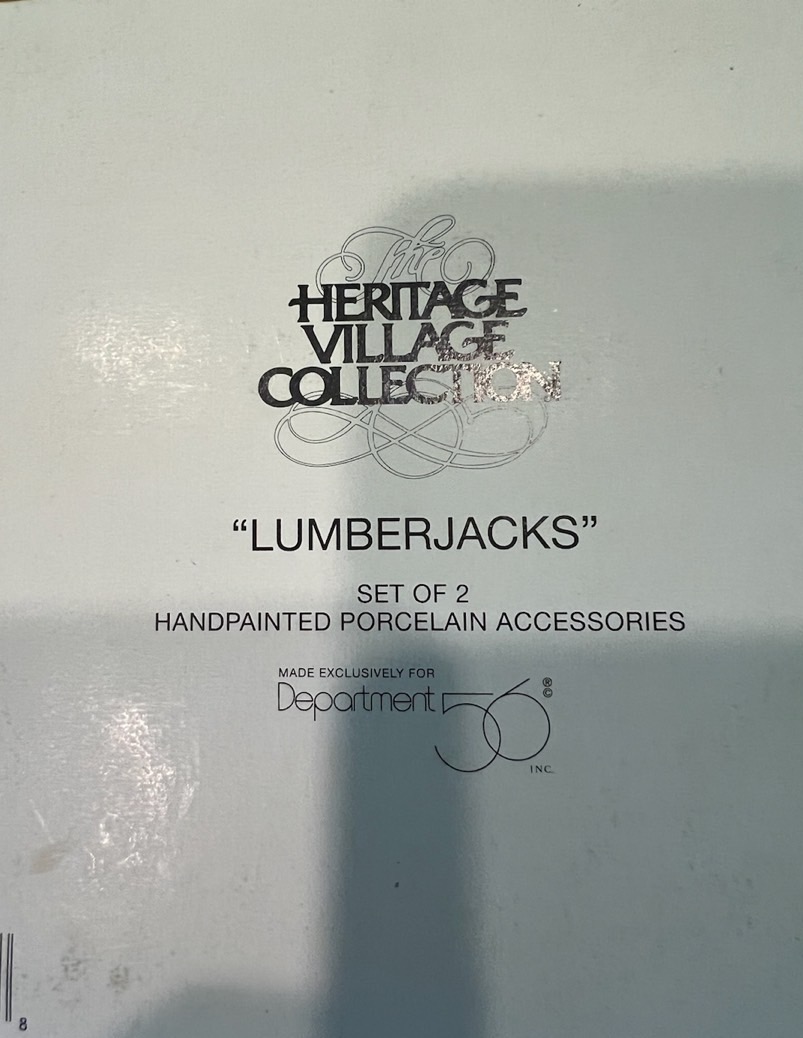 The
HERITAGE
VILLAGE
COLLECTION
“LUMBERJACKS”
SET OF 2
HANDPAINTED PORCELAIN ACCESSORIES
MADE EXCLUSIVELY FOR
Department 56 ® ©
INC.
8